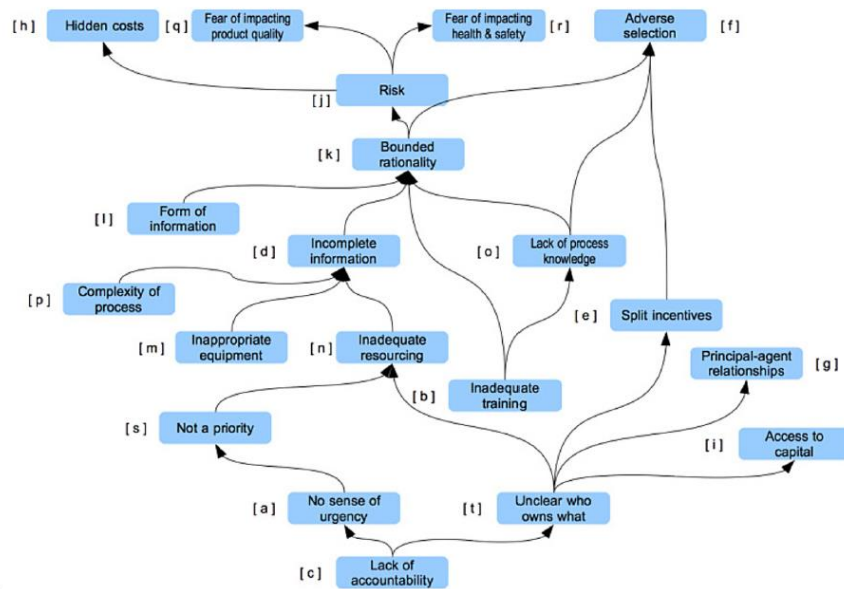 [ h ]
Hidden costs
[ q ]
Fear of impacting
product quality
Fear of impacting
health & safety
[ r ]
Adverse
selection
[ f ]
[ j ]
Risk
[ k ]
Bounded
rationality
[ l ]
Form of
information
[ d ]
Incomplete
information
[ o ]
Lack of process
knowledge
[ p ]
Complexity of
process
[ e ]
Split incentives
[ m ]
Inappropriate
equipment
[ n ]
Inadequate
resourcing
Principal-agent
relationships
[ g ]
[ b ]
Inadequate
training
[ s ]
Not a priority
[ i ]
Access to
capital
[ a ]
No sense of
urgency
[ t ]
Unclear who
owns what
[ c ]
Lack of
accountability